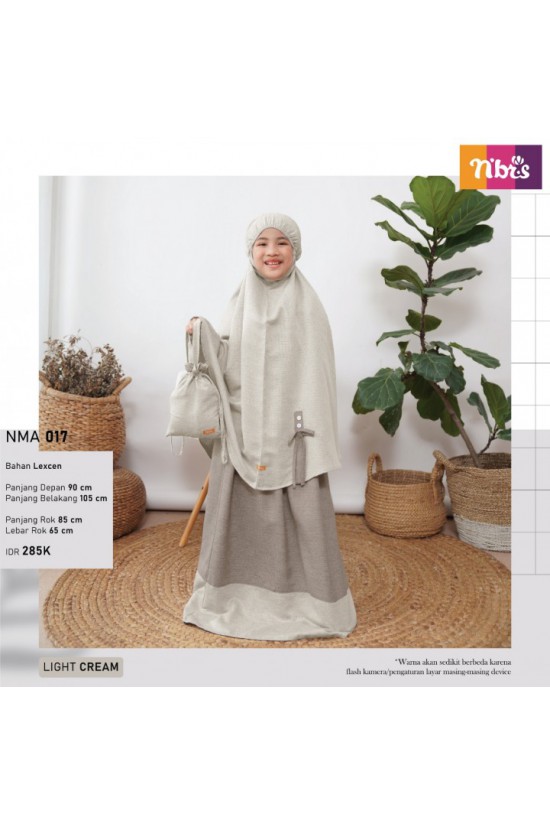 Nibr's
NMA 017
Bahan Lexcen
Panjang Depan 90 cm
Panjang Belakang 105 cm
Panjang Rok 85 cm
Lebar Rok 65 cm
IDR 285K
LIGHT CREAM
*Warna akan sedikit berbeda karena
flash kamera/pengaturan layar masing-masing device